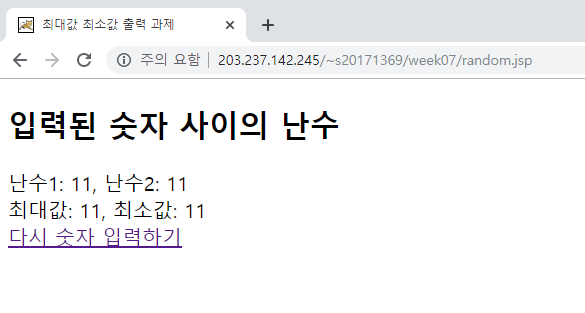 최대값 최소값 출력 과제
주의 요함 | 203.237.142.245/~s20171369/week07/random.jsp
입력된 숫자 사이의 난수
난수1: 11, 난수2: 11
최대값: 11, 최소값: 11
다시 숫자 입력하기